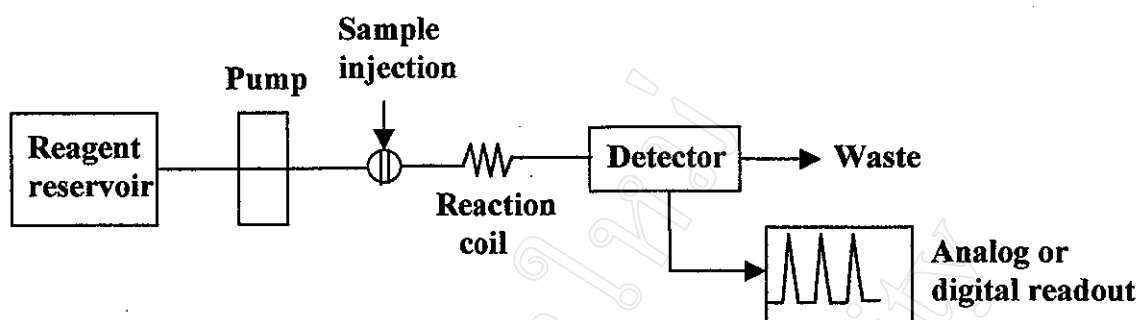 Sample
injection
Pump
Reagent
reservoir
Reaction
coil
Detector
Waste
Analog or
digital readout